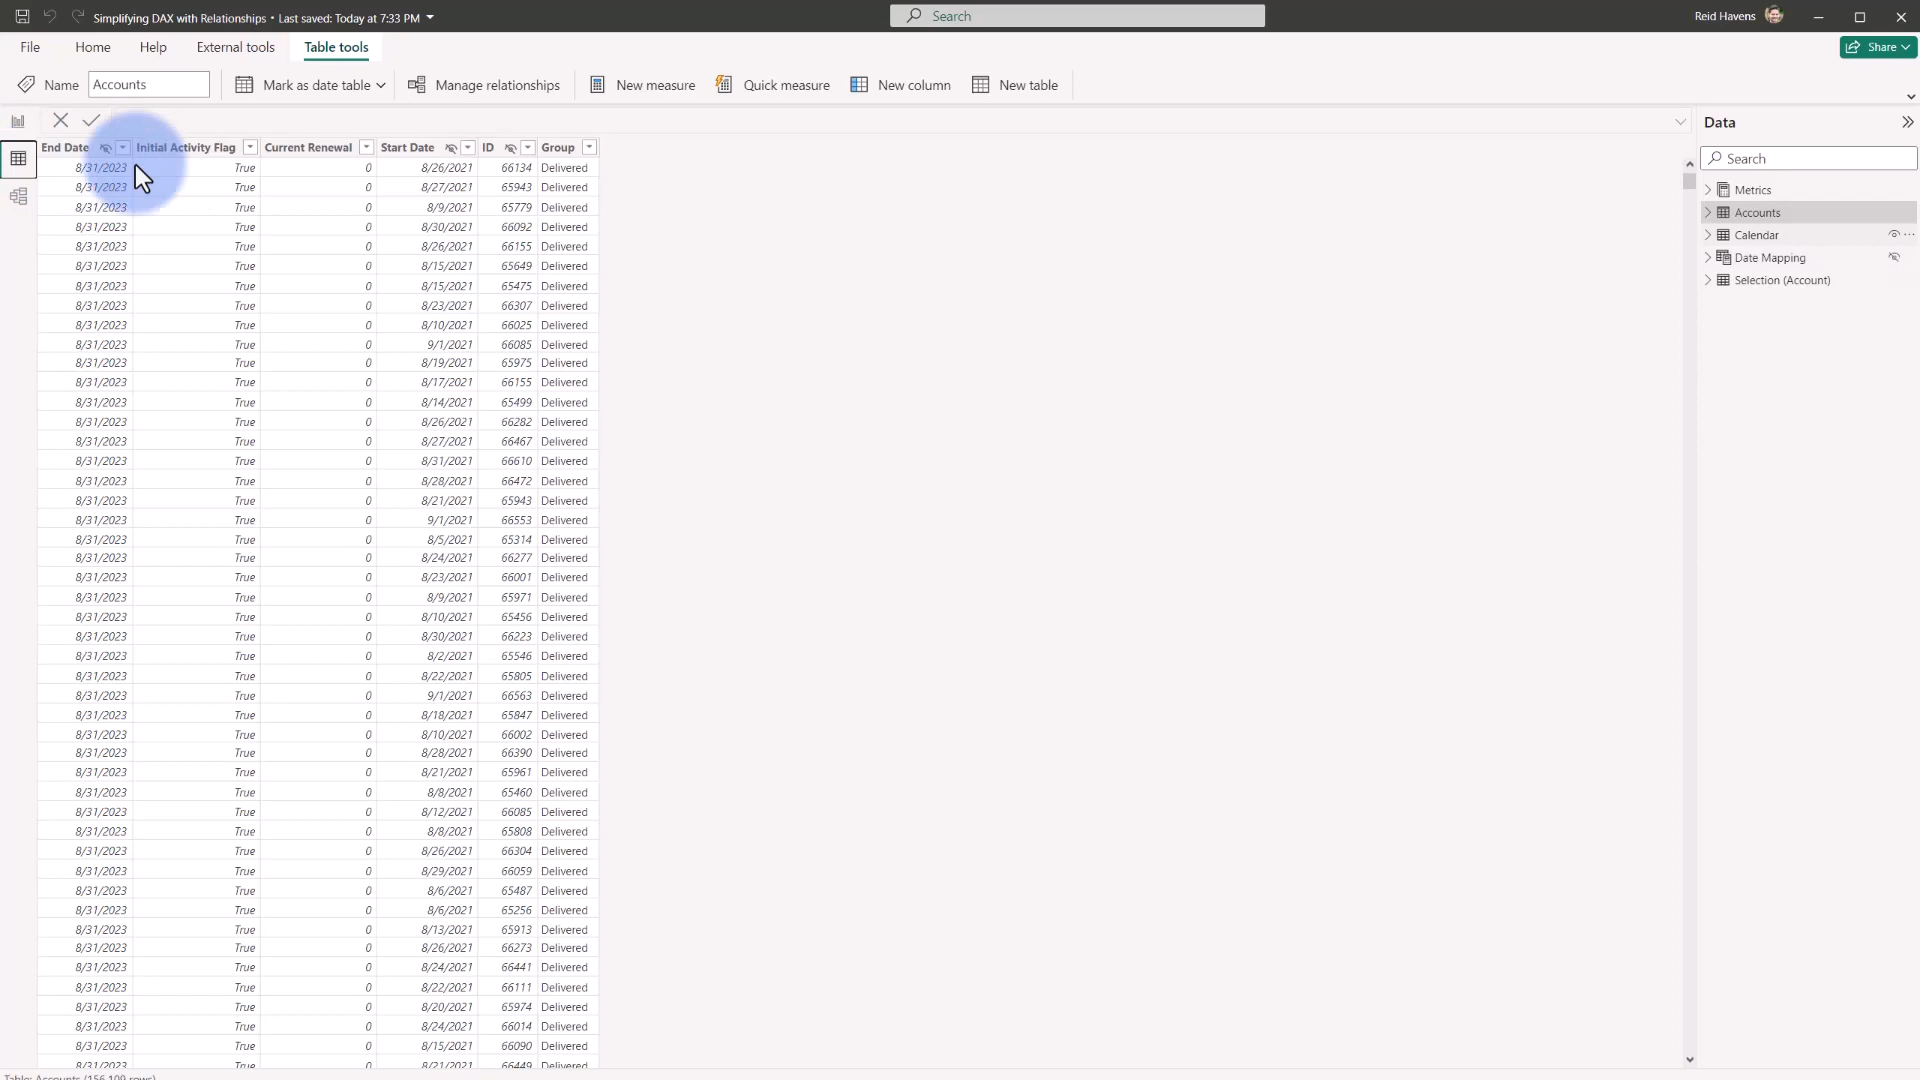 Simplifying DAX with Relationships • Last saved: Today at 7:33 PM
Search
Reid Havens
File Home Help External tools Table tools
Share
Name Accounts Mark as date table Manage relationships New measure Quick measure New column New table
End Date Initial Activity Flag Current Renewal Start Date ID Group
8/31/2023 True 0 8/26/2021 66134 Delivered
8/31/2023 True 0 8/27/2021 65943 Delivered
8/31/2023 True 0 8/9/2021 65779 Delivered
8/31/2023 True 0 8/30/2021 66092 Delivered
8/31/2023 True 0 8/26/2021 66155 Delivered
8/31/2023 True 0 8/15/2021 65649 Delivered
8/31/2023 True 0 8/15/2021 65475 Delivered
8/31/2023 True 0 8/23/2021 66307 Delivered
8/31/2023 True 0 8/10/2021 66025 Delivered
8/31/2023 True 0 9/1/2021 66085 Delivered
8/31/2023 True 0 8/19/2021 65975 Delivered
8/31/2023 True 0 8/17/2021 66155 Delivered
8/31/2023 True 0 8/14/2021 65499 Delivered
8/31/2023 True 0 8/26/2021 66282 Delivered
8/31/2023 True 0 8/27/2021 66467 Delivered
8/31/2023 True 0 8/31/2021 66610 Delivered
8/31/2023 True 0 8/28/2021 66472 Delivered
8/31/2023 True 0 8/21/2021 65943 Delivered
8/31/2023 True 0 9/1/2021 66553 Delivered
8/31/2023 True 0 8/5/2021 65314 Delivered
8/31/2023 True 0 8/24/2021 66277 Delivered
8/31/2023 True 0 8/23/2021 66001 Delivered
8/31/2023 True 0 8/9/2021 65971 Delivered
8/31/2023 True 0 8/10/2021 65456 Delivered
8/31/2023 True 0 8/30/2021 66223 Delivered
8/31/2023 True 0 8/2/2021 65546 Delivered
8/31/2023 True 0 8/22/2021 65805 Delivered
8/31/2023 True 0 9/1/2021 66563 Delivered
8/31/2023 True 0 8/18/2021 65847 Delivered
8/31/2023 True 0 8/10/2021 66002 Delivered
8/31/2023 True 0 8/28/2021 66390 Delivered
8/31/2023 True 0 8/21/2021 65961 Delivered
8/31/2023 True 0 8/8/2021 65460 Delivered
8/31/2023 True 0 8/12/2021 66085 Delivered
8/31/2023 True 0 8/8/2021 65808 Delivered
8/31/2023 True 0 8/26/2021 66304 Delivered
8/31/2023 True 0 8/29/2021 66059 Delivered
8/31/2023 True 0 8/6/2021 65487 Delivered
8/31/2023 True 0 8/6/2021 65256 Delivered
8/31/2023 True 0 8/13/2021 65913 Delivered
8/31/2023 True 0 8/26/2021 66273 Delivered
8/31/2023 True 0 8/24/2021 66441 Delivered
8/31/2023 True 0 8/22/2021 66111 Delivered
8/31/2023 True 0 8/20/2021 65974 Delivered
8/31/2023 True 0 8/24/2021 66014 Delivered
8/31/2023 True 0 8/15/2021 66090 Delivered
8/31/2023 True 0 8/21/2021 66449 Delivered
Table: Accounts (156,109 rows)
Data
Search
Metrics
Accounts
Calendar
Date Mapping
Selection (Account)